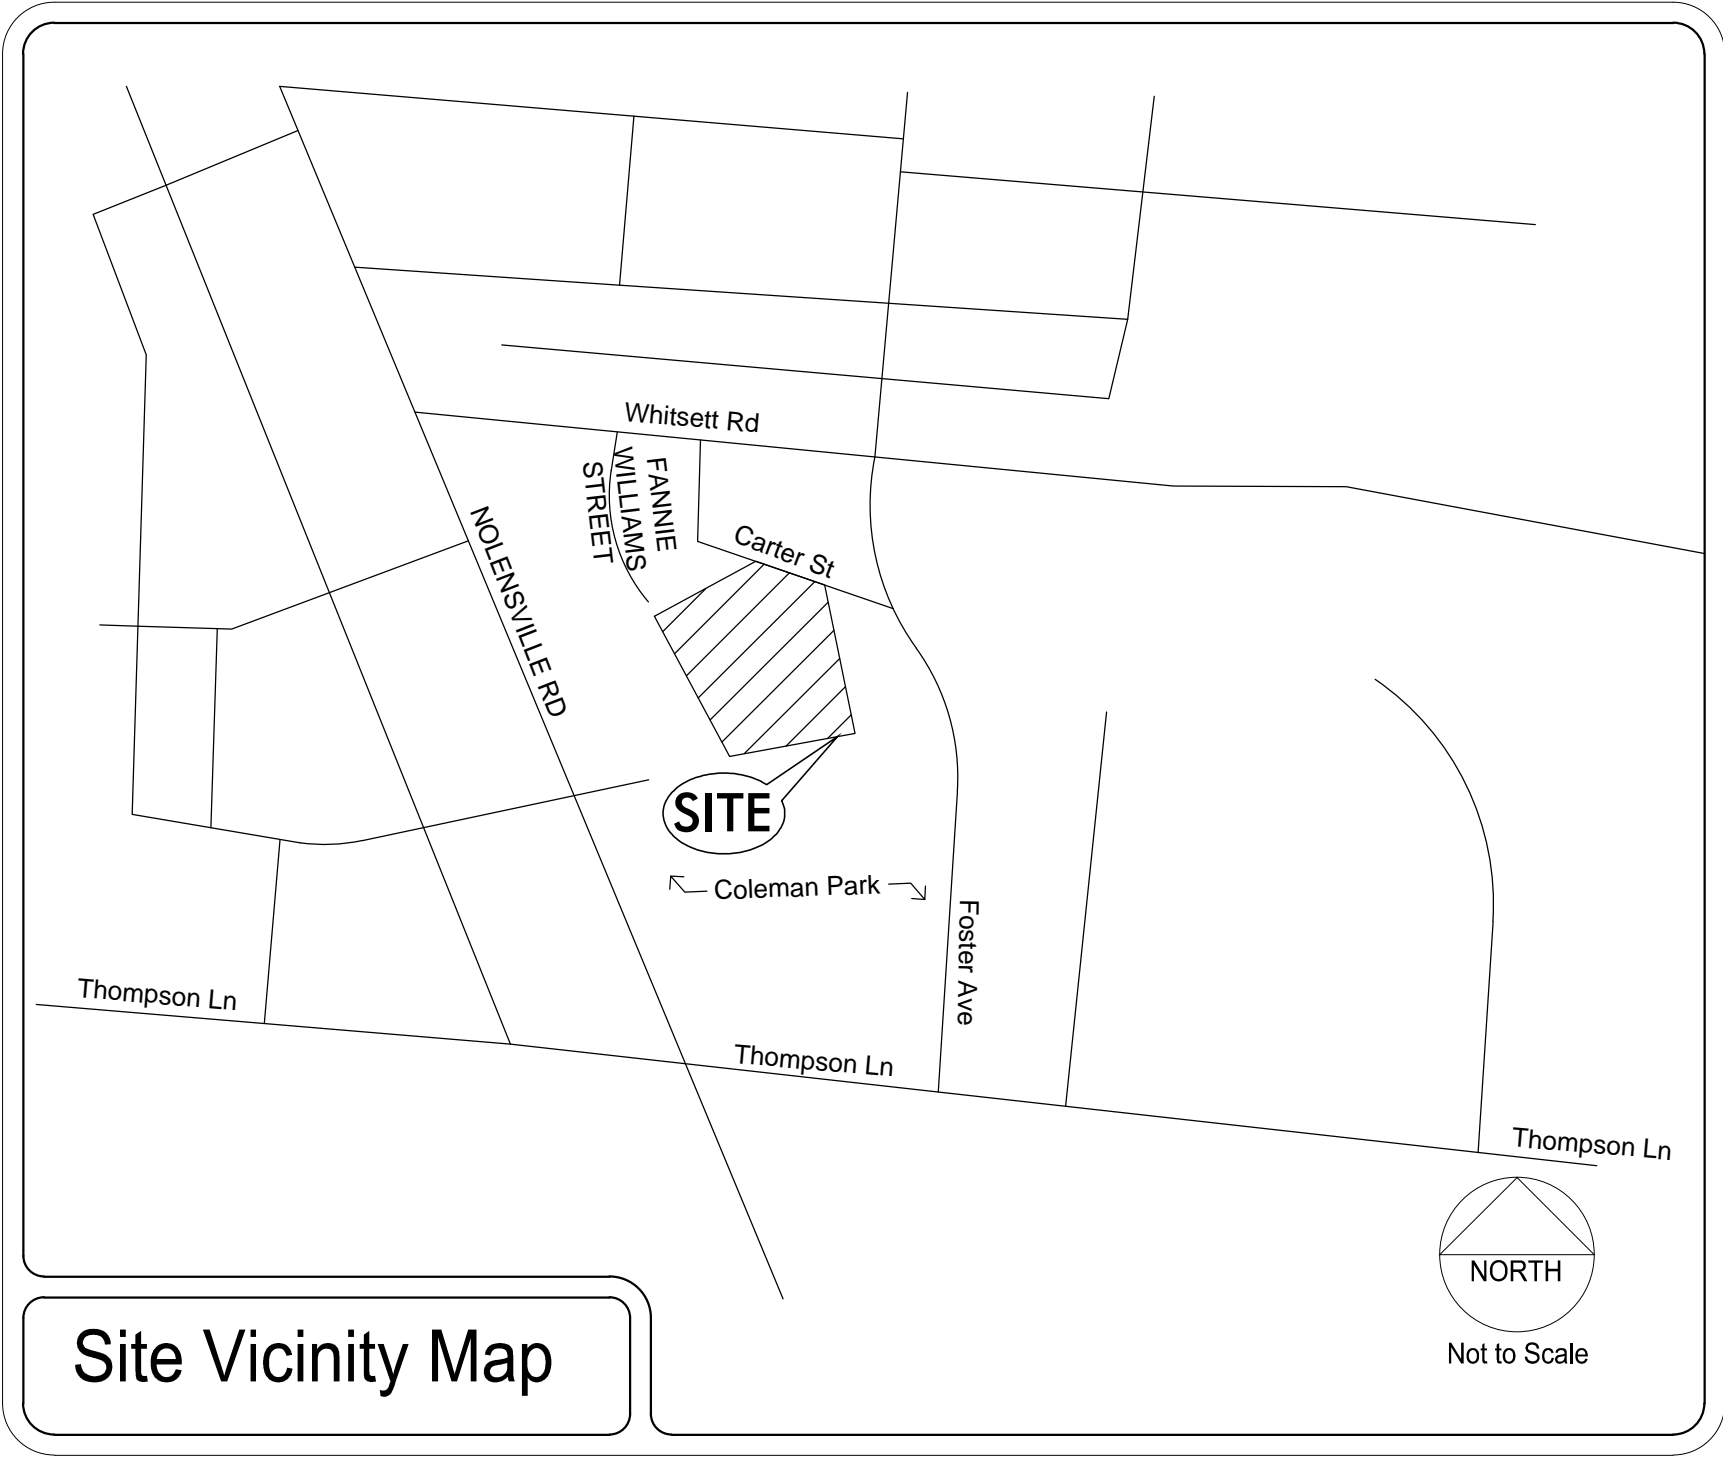 Whitsett Rd
FANNIE
WILLIAMS
STREET
Carter St
NOLENSVILLE RD
SITE
Coleman Park
Foster Ave
Thompson Ln
Thompson Ln
Thompson Ln
NORTH
Not to Scale
Site Vicinity Map